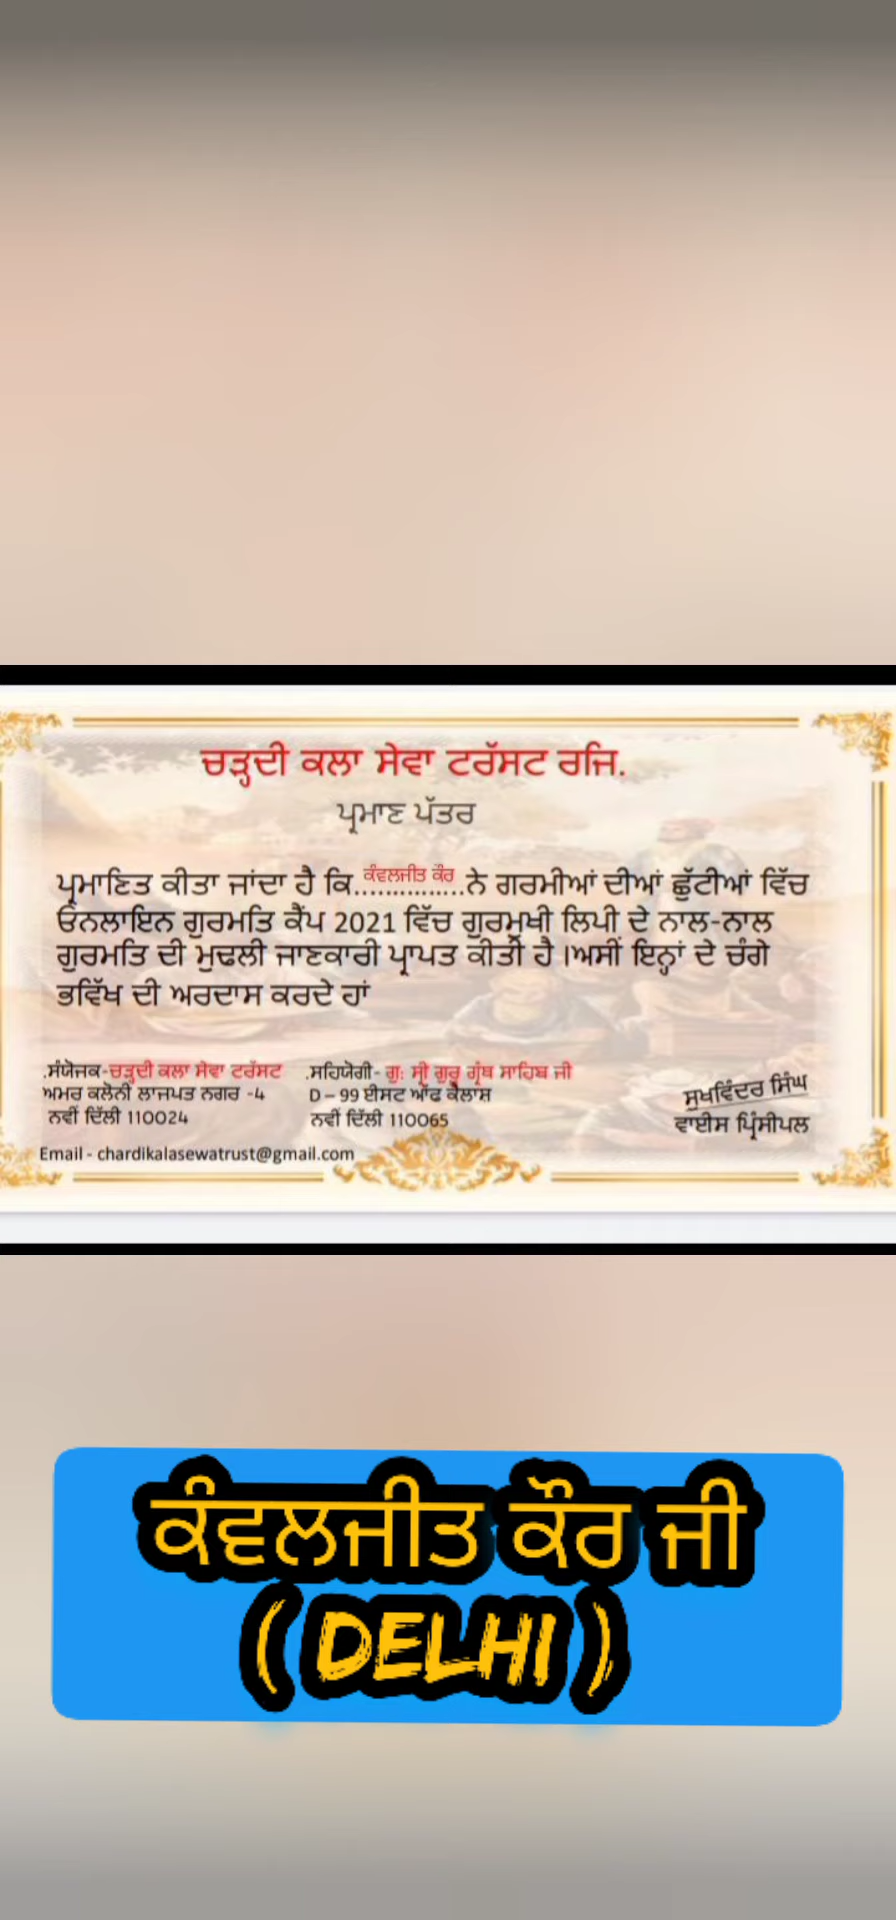 ਚੜ੍ਹਦੀ ਕਲਾ ਸੇਵਾ ਟਰੱਸਟ ਰਜਿ.
ਪ੍ਰਮਾਣ ਪੱਤਰ
ਪ੍ਰਮਾਣਿਤ ਕੀਤਾ ਜਾਂਦਾ ਹੈ ਕਿ..ਕੰਵਲਜੀਤ ਕੌਰ..ਨੇ ਗਰਮੀਆਂ ਦੀਆਂ ਛੁੱਟੀਆਂ ਵਿੱਚ
ਓਨਲਾਇਨ ਗੁਰਮਤਿ ਕੈਂਪ 2021 ਵਿੱਚ ਗੁਰਮੁਖੀ ਲਿਪੀ ਦੇ ਨਾਲ-ਨਾਲ
ਗੁਰਮਤਿ ਦੀ ਮੁਢਲੀ ਜਾਣਕਾਰੀ ਪ੍ਰਾਪਤ ਕੀਤੀ ਹੈ ।ਅਸੀਂ ਇਨ੍ਹਾਂ ਦੇ ਚੰਗੇ
ਭਵਿੱਖ ਦੀ ਅਰਦਾਸ ਕਰਦੇ ਹਾਂ
.ਸੰਯੋਜਕ-ਚੜ੍ਹਦੀ ਕਲਾ ਸੇਵਾ ਟਰੱਸਟ
ਅਮਰ ਕਲੋਨੀ ਲਾਜਪਤ ਨਗਰ -4
ਨਵੀਂ ਦਿੱਲੀ 110024
.ਸਹਿਯੋਗੀ- ਗੁ: ਸ੍ਰੀ ਗੁਰੂ ਗ੍ਰੰਥ ਸਾਹਿਬ ਜੀ
D – 99 ਈਸਟ ਆੱਫ ਕੈਲਾਸ਼
ਨਵੀਂ ਦਿੱਲੀ 110065
ਸੁਖਵਿੰਦਰ ਸਿੰਘ
ਵਾਈਸ ਪ੍ਰਿੰਸੀਪਲ
Email - chardikalasewatrust@gmail.com
ਕੰਵਲਜੀਤ ਕੌਰ ਜੀ
( DELHI )